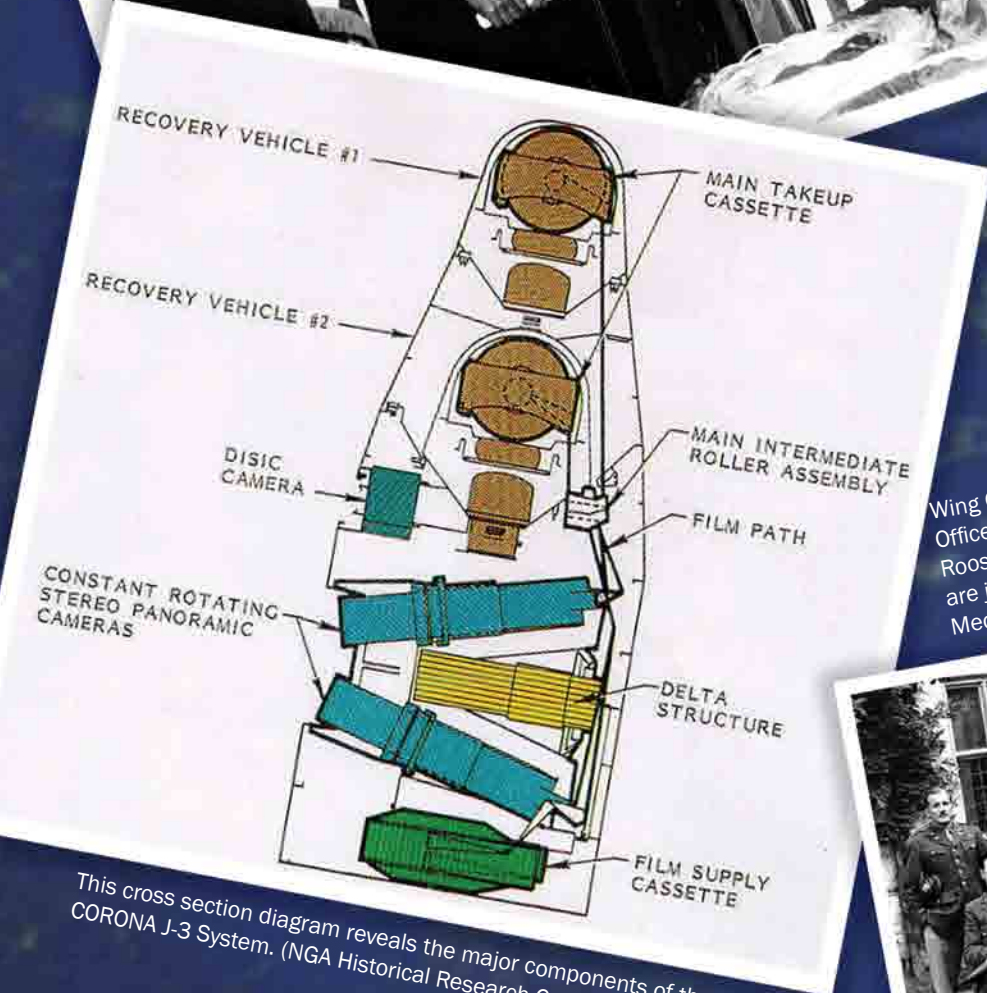 RECOVERY VEHICLE #1
MAIN TAKEUP
CASSETTE
RECOVERY VEHICLE #2
MAIN INTERMEDIATE
ROLLER ASSEMBLY
DISIC
CAMERA
FILM PATH
CONSTANT ROTATING
STEREO PANORAMIC
CAMERAS
DELTA
STRUCTURE
FILM SUPPLY
CASSETTE
This cross section diagram reveals the major components of
CORONA J-3 System. (NGA Historical Research
Wing
Office
Roos
are
Med